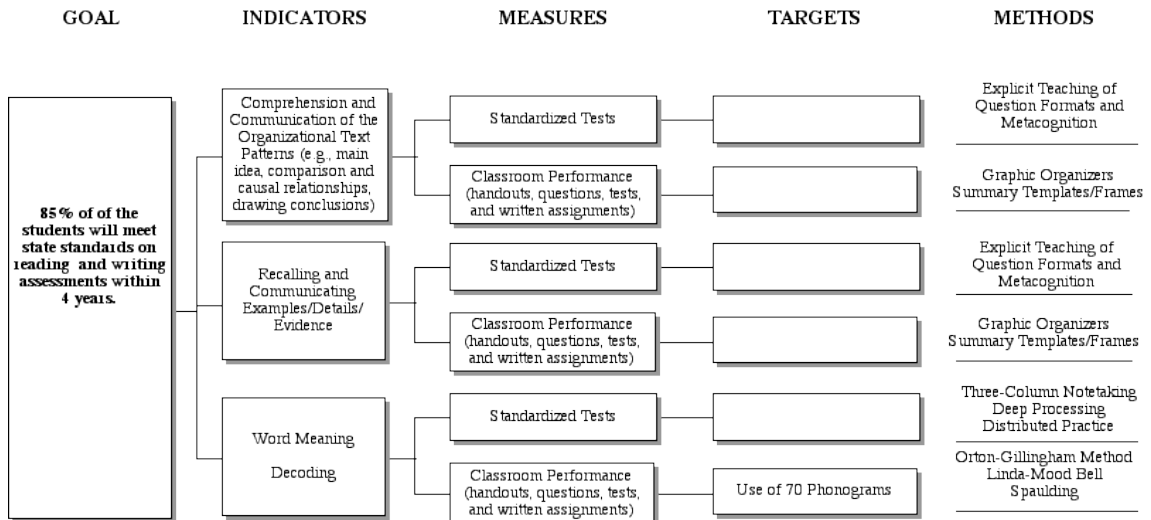 GOAL INDICATORS MEASURES TARGETS METHODS
85% of of the
students will meet
state standards on
reading and writing
assessments within
4 years.
Comprehension and
Communication of the
Organizational Text
Patterns (e.g., main
idea, comparison and
causal relationships,
drawing conclusions)
Standardized Tests
Explicit Teaching of
Question Formats and
Metacognition
Classroom Performance
(handouts, questions, tests,
and written assignments)
Graphic Organizers
Summary Templates/Frames
Recalling and
Communicating
Examples/Details/
Evidence
Standardized Tests
Explicit Teaching of
Question Formats and
Metacognition
Classroom Performance
(handouts, questions, tests,
and written assignments)
Graphic Organizers
Summary Templates/Frames
Word Meaning
Decoding
Standardized Tests
Three-Column Notetaking
Deep Processing
Distributed Practice
Classroom Performance
(handouts, questions, tests,
and written assignments)
Use of 70 Phonograms
Orton-Gillingham Method
Linda-Mood Bell
Spaulding